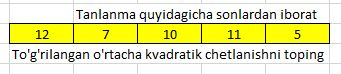 Tanlanma quyidagicha sonlardan iborat
12 7 10 11 5
To'g'rilangan o'rtacha kvadratik chetlanishni toping